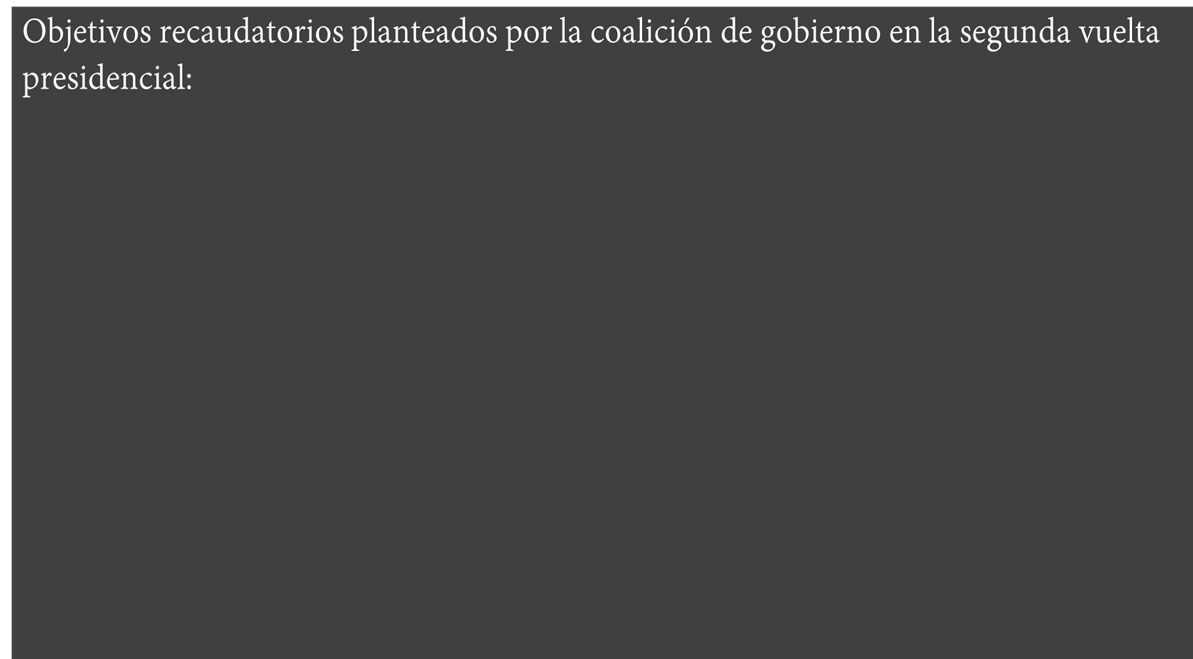 Objetivos recaudatorios planteados por la coalición de gobierno en la segunda vuelta
presidencial: